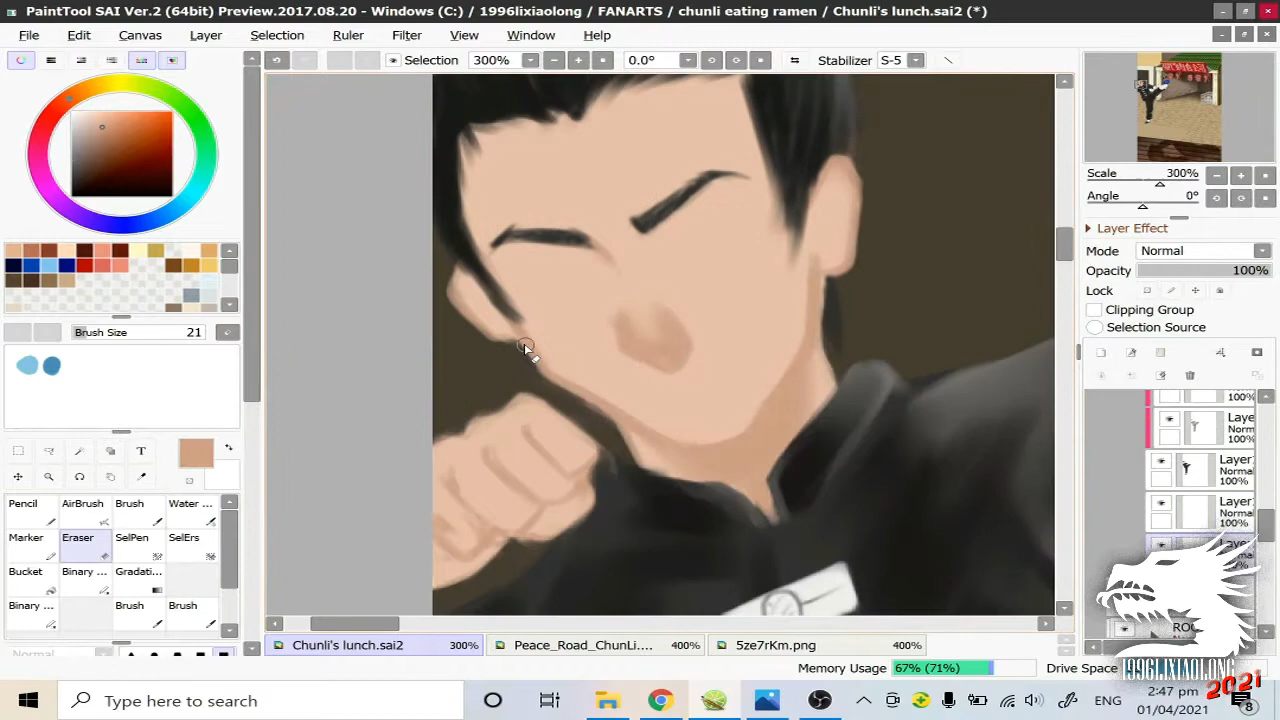 PaintTool SAI Ver.2 (64bit) Preview.2017.08.20 - Windows (C:) / 1996lixiaolong / FANARTS / chunli eating ramen / Chunli's lunch.sai2 (*)
File Edit Canvas Layer Selection Ruler Filter View Window Help
Selection 300% 0.0° Stabilizer S-5
Scale 300%
Angle 0°
Layer Effect
Mode Normal
Opacity 100%
Lock
Clipping Group
Selection Source
Brush Size 21
100%
Laye
Norm
100%
Layer
Norm
100%
Layer
Norm
100%
Pencil AirBrush Brush Water ...
Marker Eraser SelPen SelErs
Bucket Binary ... Gradati...
Binary ... Brush Brush
Normal
Chunli's lunch.sai2 300% Peace_Road_ChunLi.... 400% 5ze7rKm.png 400%
Memory Usage 67% (71%) Drive Space
1996LIXIAOLONG
2021
Type here to search
ENG
2:47 pm
01/04/2021
8